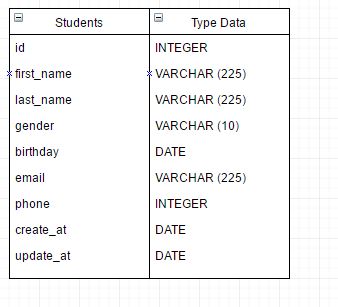 Students Type Data
id INTEGER
first_name VARCHAR (225)
last_name VARCHAR (225)
gender VARCHAR (10)
birthday DATE
email VARCHAR (225)
phone INTEGER
create_at DATE
update_at DATE